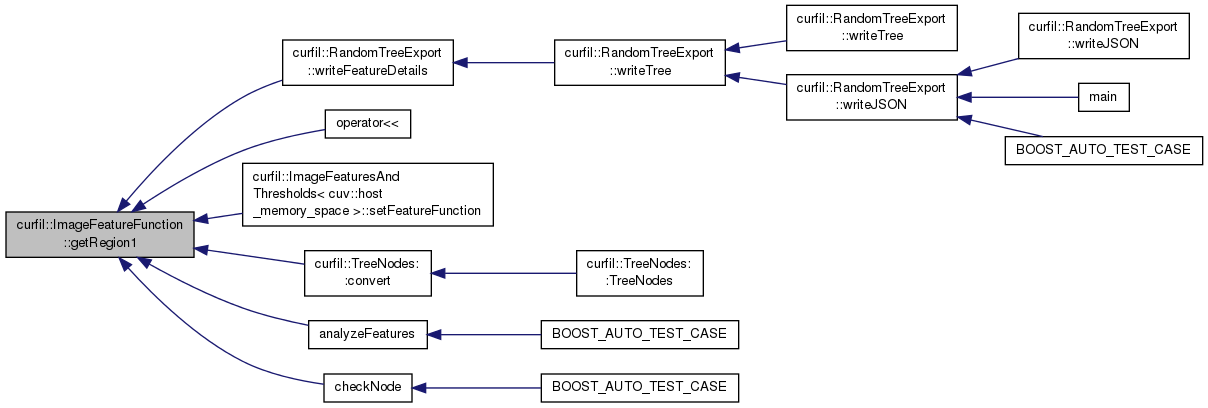 curfil::ImageFeatureFunction
::getRegion1
curfil::RandomTreeExport
::writeFeatureDetails
curfil::RandomTreeExport
::writeTree
curfil::RandomTreeExport
::writeTree
curfil::RandomTreeExport
::writeJSON
curfil::RandomTreeExport
::writeJSON
main
BOOST_AUTO_TEST_CASE
operator<<
curfil::ImageFeaturesAnd
Thresholds< cuv::host
_memory_space >::setFeatureFunction
curfil::TreeNodes:
:convert
curfil::TreeNodes:
:TreeNodes
analyzeFeatures
BOOST_AUTO_TEST_CASE
checkNode
BOOST_AUTO_TEST_CASE